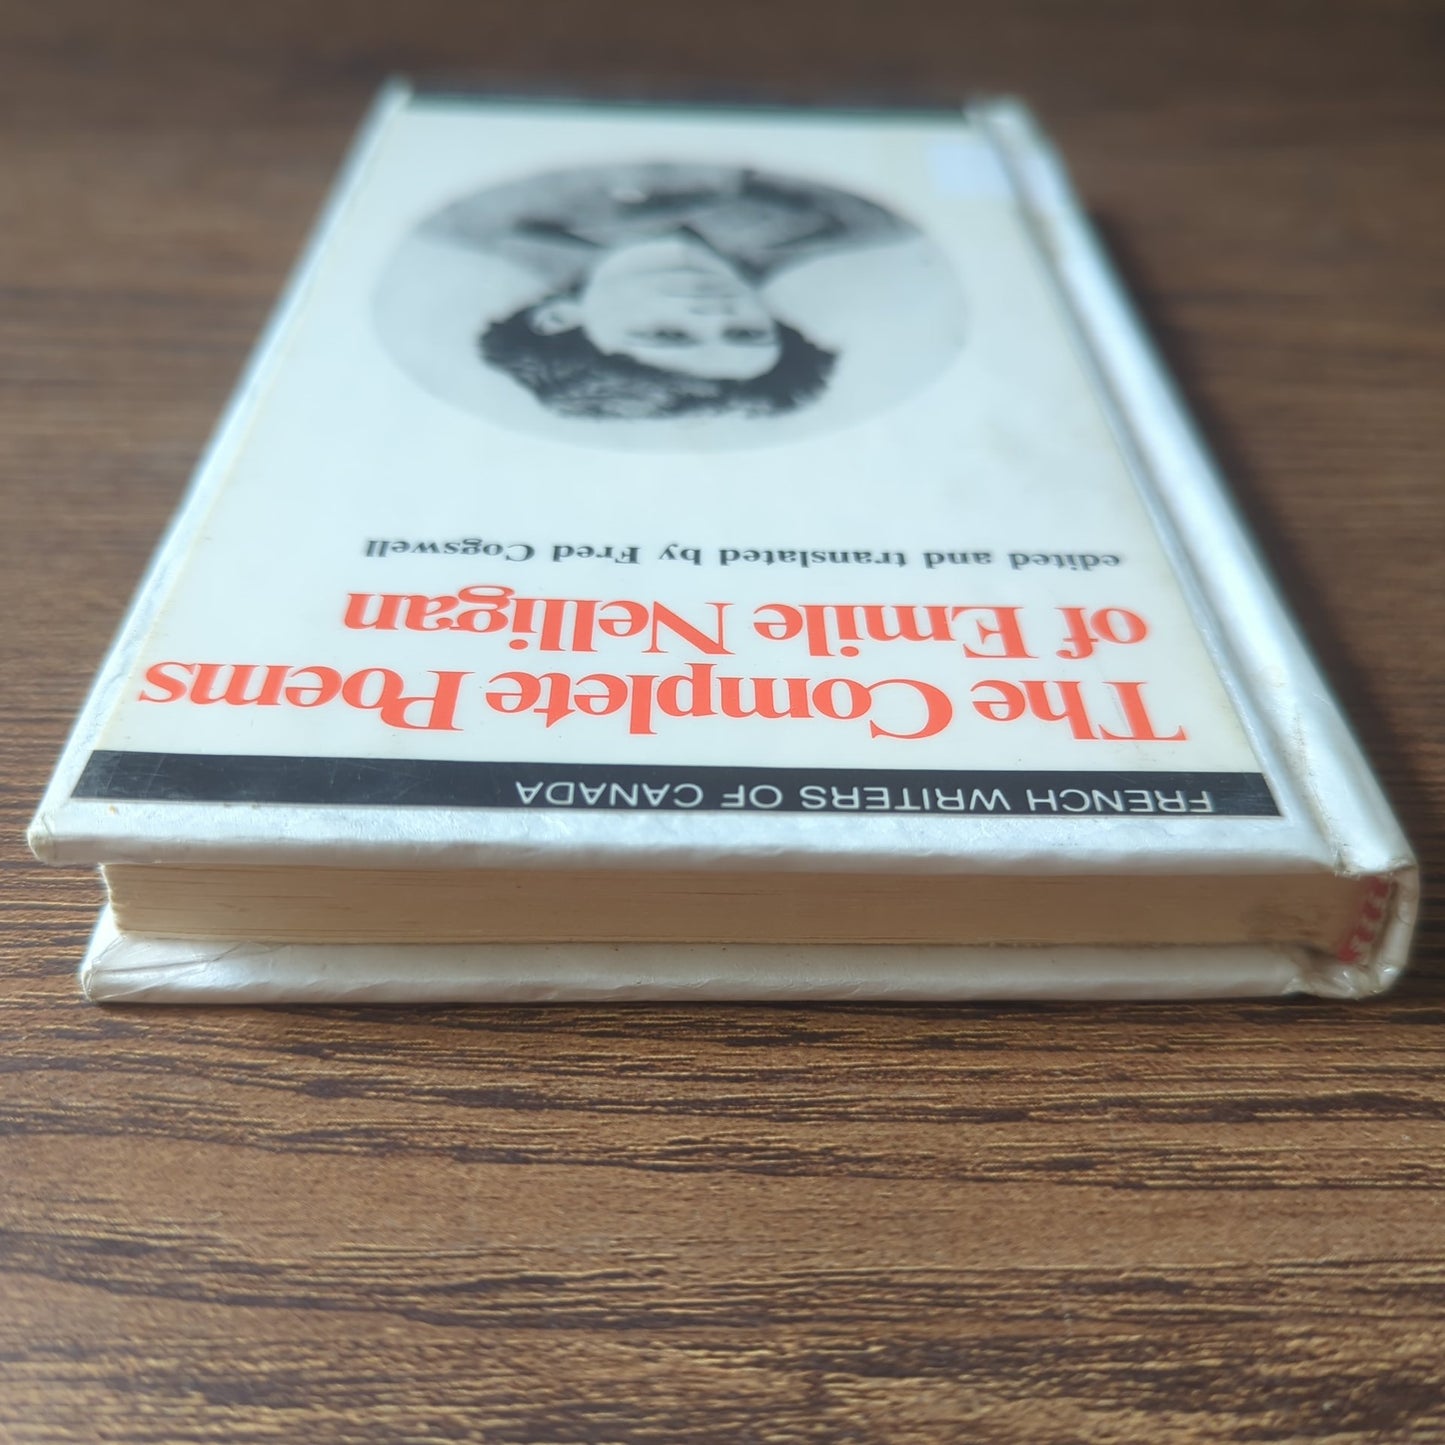 FRENCH WRITERS OF CANADA
The Complete Poems
of Emile Nelligan
edited and translated by Fred Cogswell